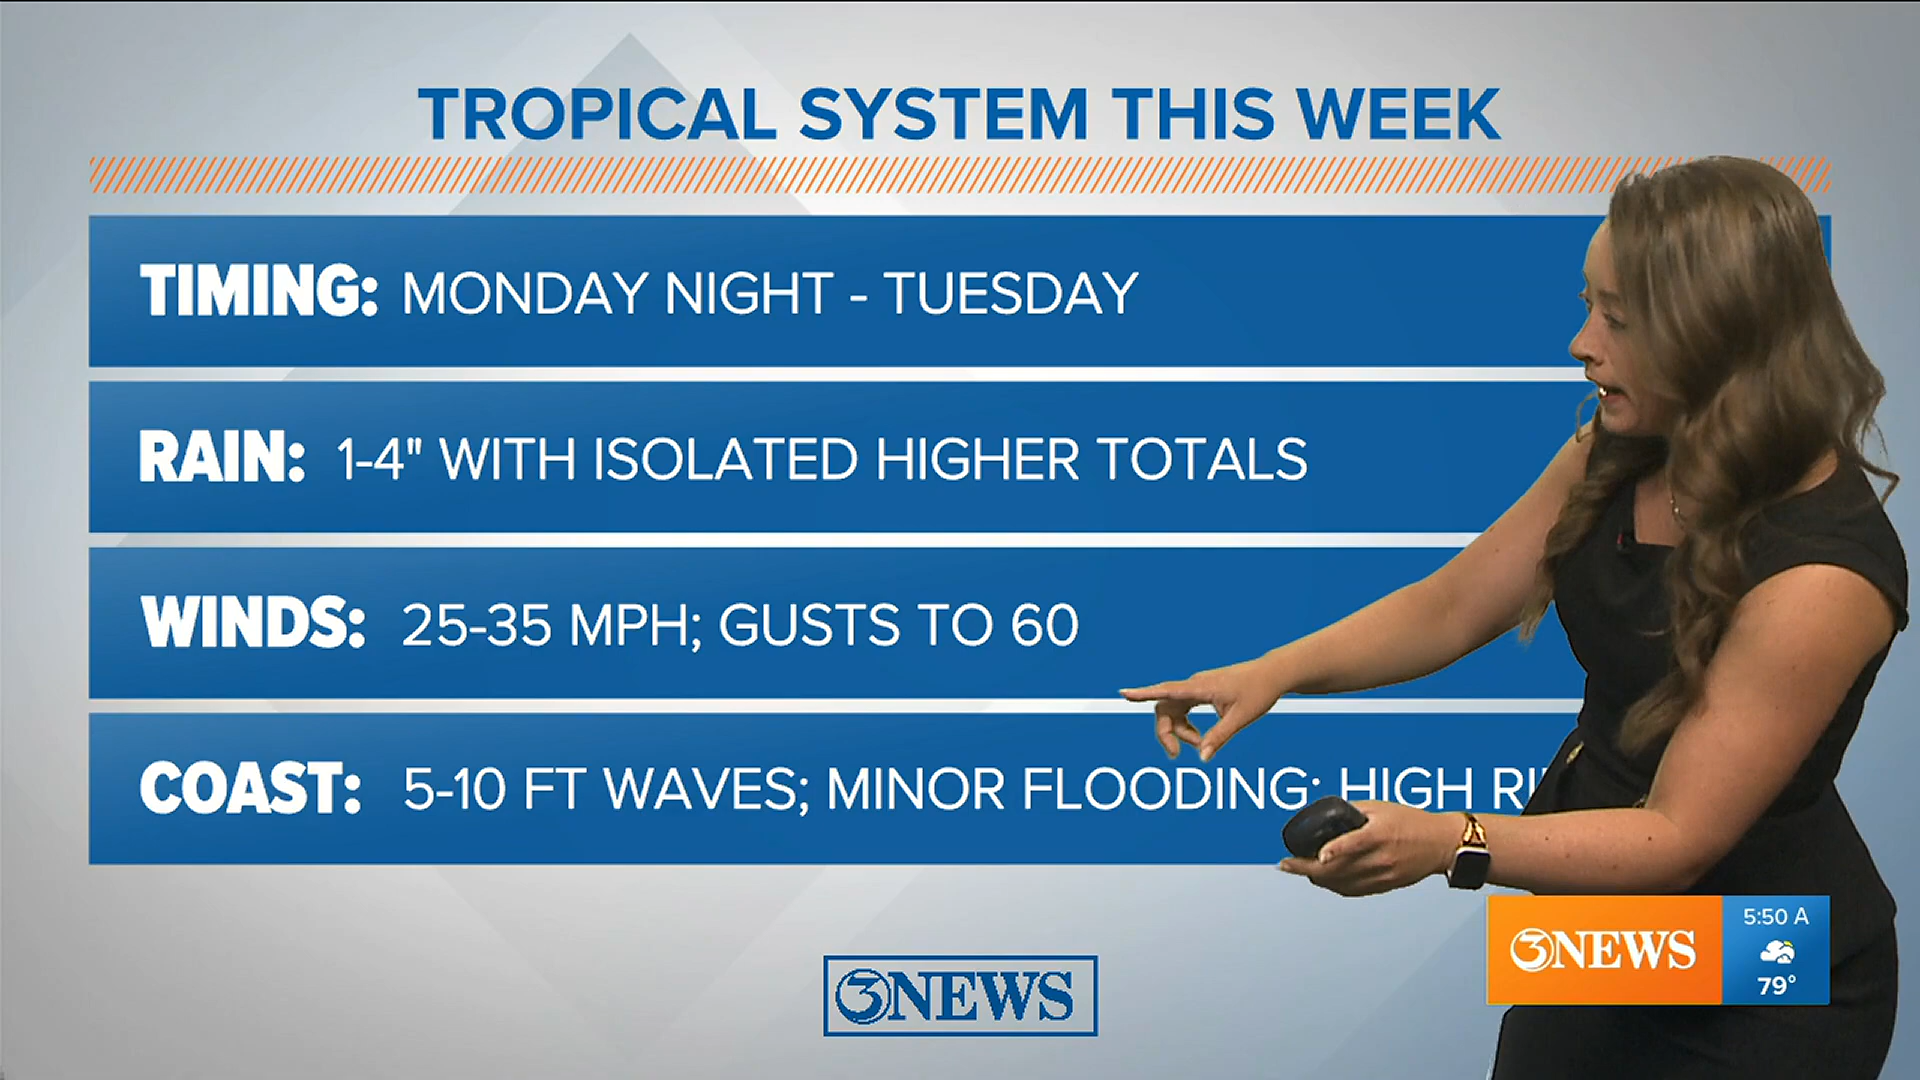 TROPICAL SYSTEM THIS WEEK
TIMING: MONDAY NIGHT - TUESDAY
RAIN: 1-4" WITH ISOLATED HIGHER TOTALS
WINDS: 25-35 MPH; GUSTS TO 60
COAST: 5-10 FT WAVES; MINOR FLOODING; HIGH
3NEWS
5:50 A
79°
3NEWS